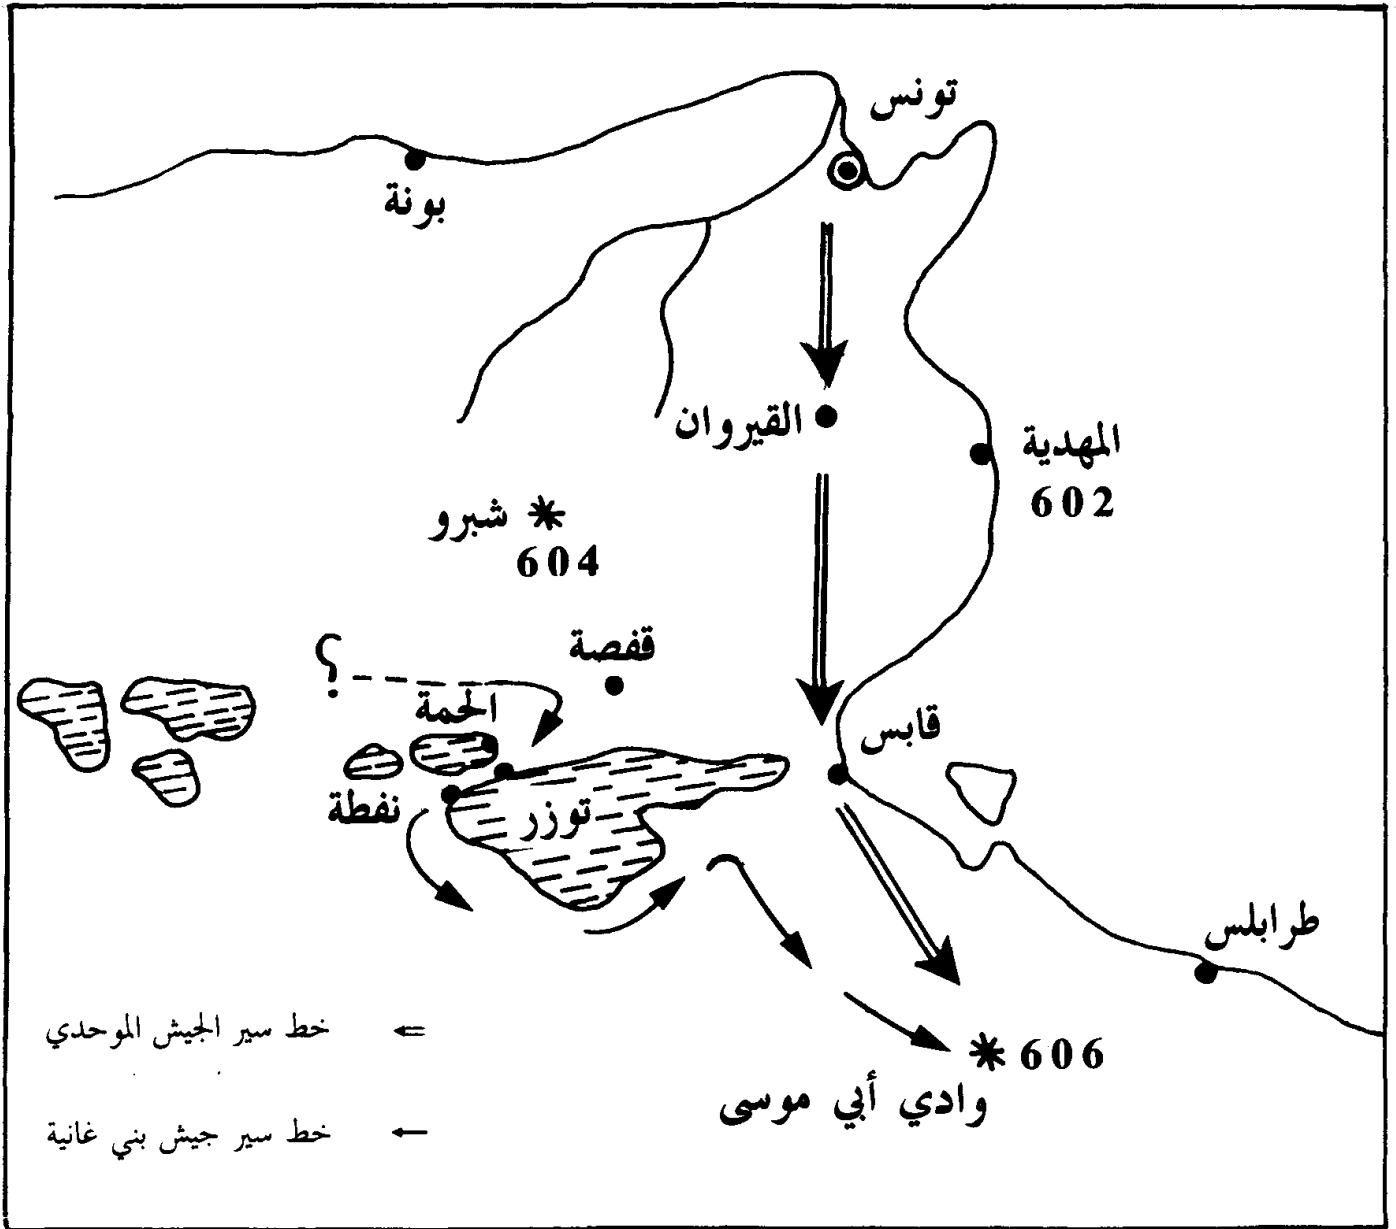 تونس
بونة
القيروان
المهدية
602
شبرو
604
قفصة
؟
الحمة
قابس
نفطة
توزر
طرابلس
606
وادي أبي موسى
خط سير الجيش الموحدي
خط سير جيش بني غانية